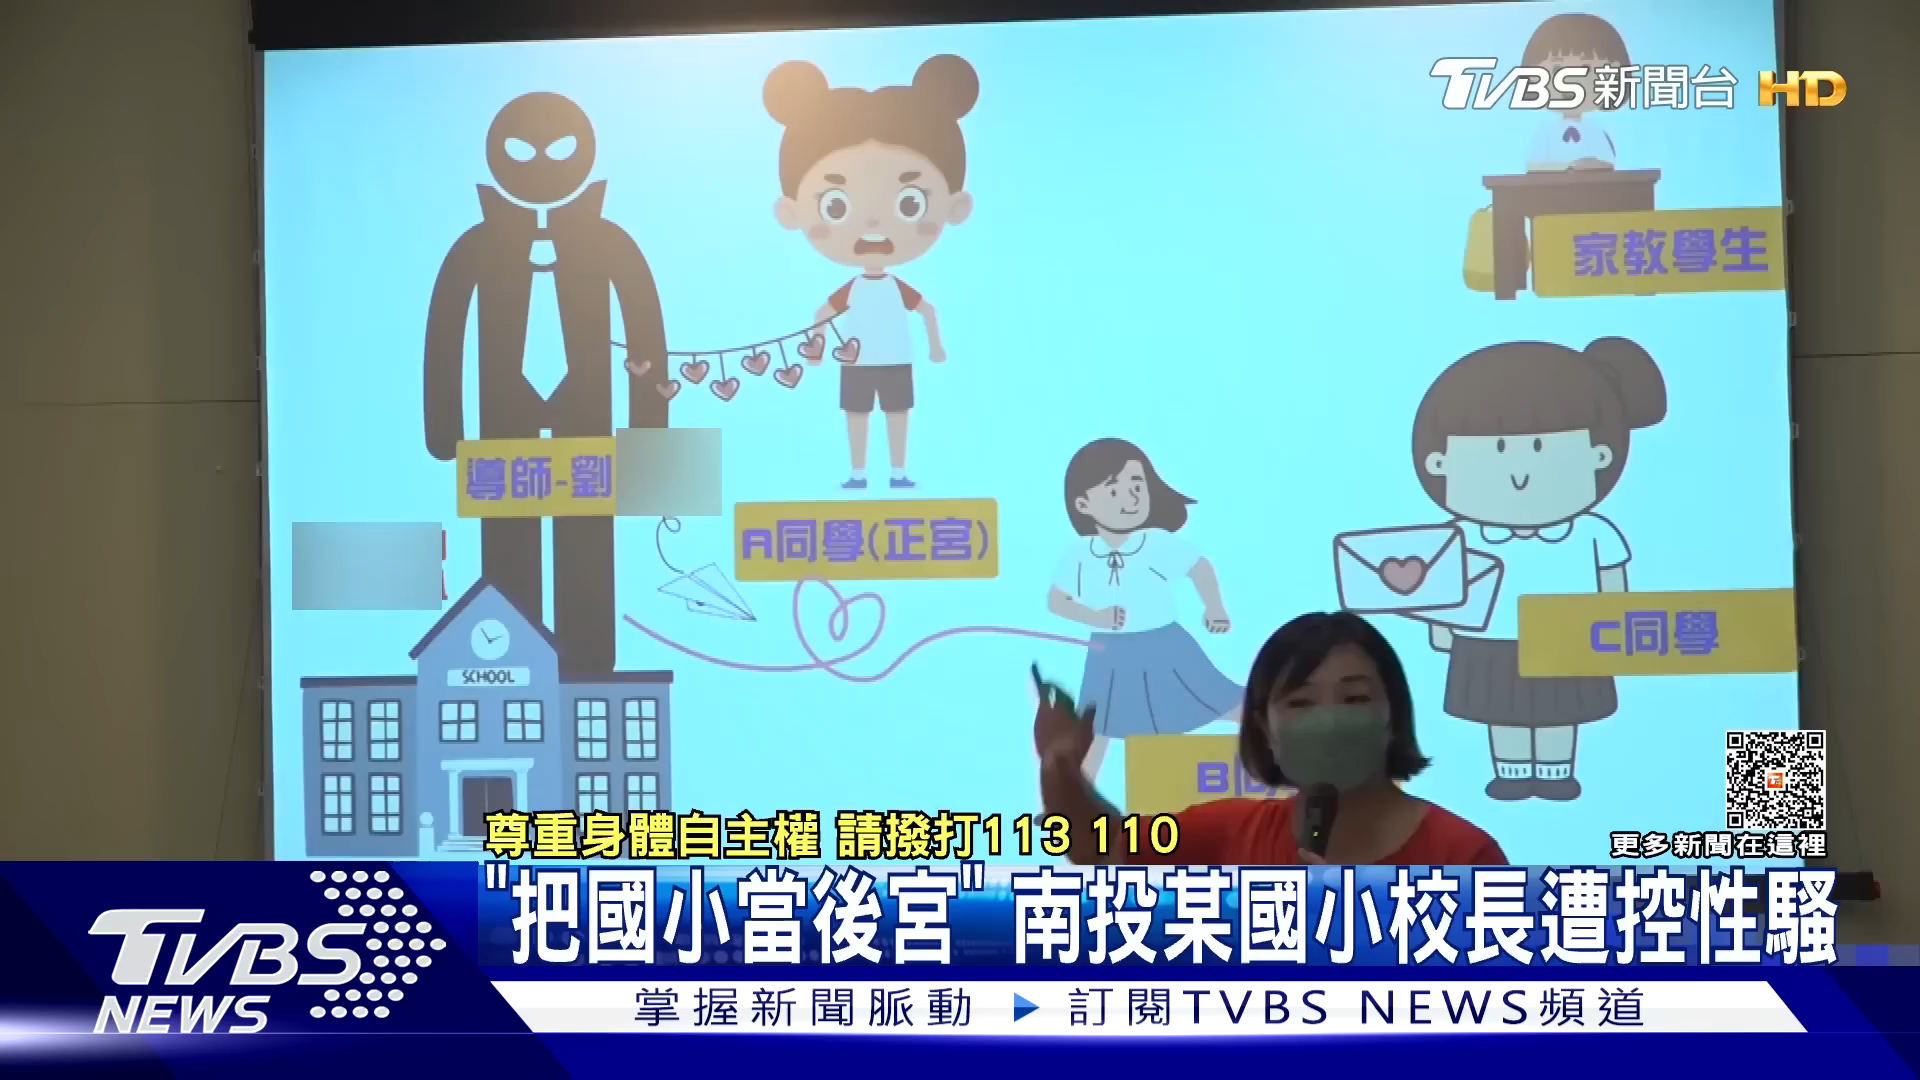 TVBS新聞台 HD
家教學生
導師-劉
A同學(正宮)
C同學
SCHOOL
B
尊重身體自主權 請撥打113 110
更多新聞在這裡
"把國小當後宮" 南投某國小校長遭控性騷
TVBS
NEWS
掌握新聞脈動 ▶ 訂閱TVBS NEWS頻道